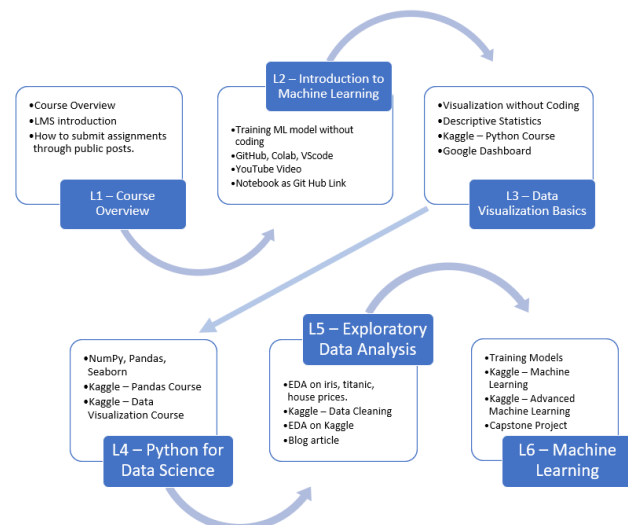 •Course Overview
•LMS introduction
•How to submit assignments
through public posts.
L1 – Course
Overview
L2 – Introduction to
Machine Learning
•Training ML model without
coding
•GitHub, Colab, VScode
•YouTube Video
•Notebook as Git Hub Link
•Visualization without Coding
•Descriptive Statistics
•Kaggle – Python Course
•Google Dashboard
L3 – Data
Visualization Basics
•NumPy, Pandas,
Seaborn
•Kaggle – Pandas Course
•Kaggle – Data
Visualization Course
L4 – Python for
Data Science
L5 – Exploratory
Data Analysis
•EDA on iris, titanic,
house prices.
•Kaggle – Data Cleaning
•EDA on Kaggle
•Blog article
•Training Models
•Kaggle – Machine
Learning
•Kaggle – Advanced
Machine Learning
•Capstone Project
L6 – Machine
Learning